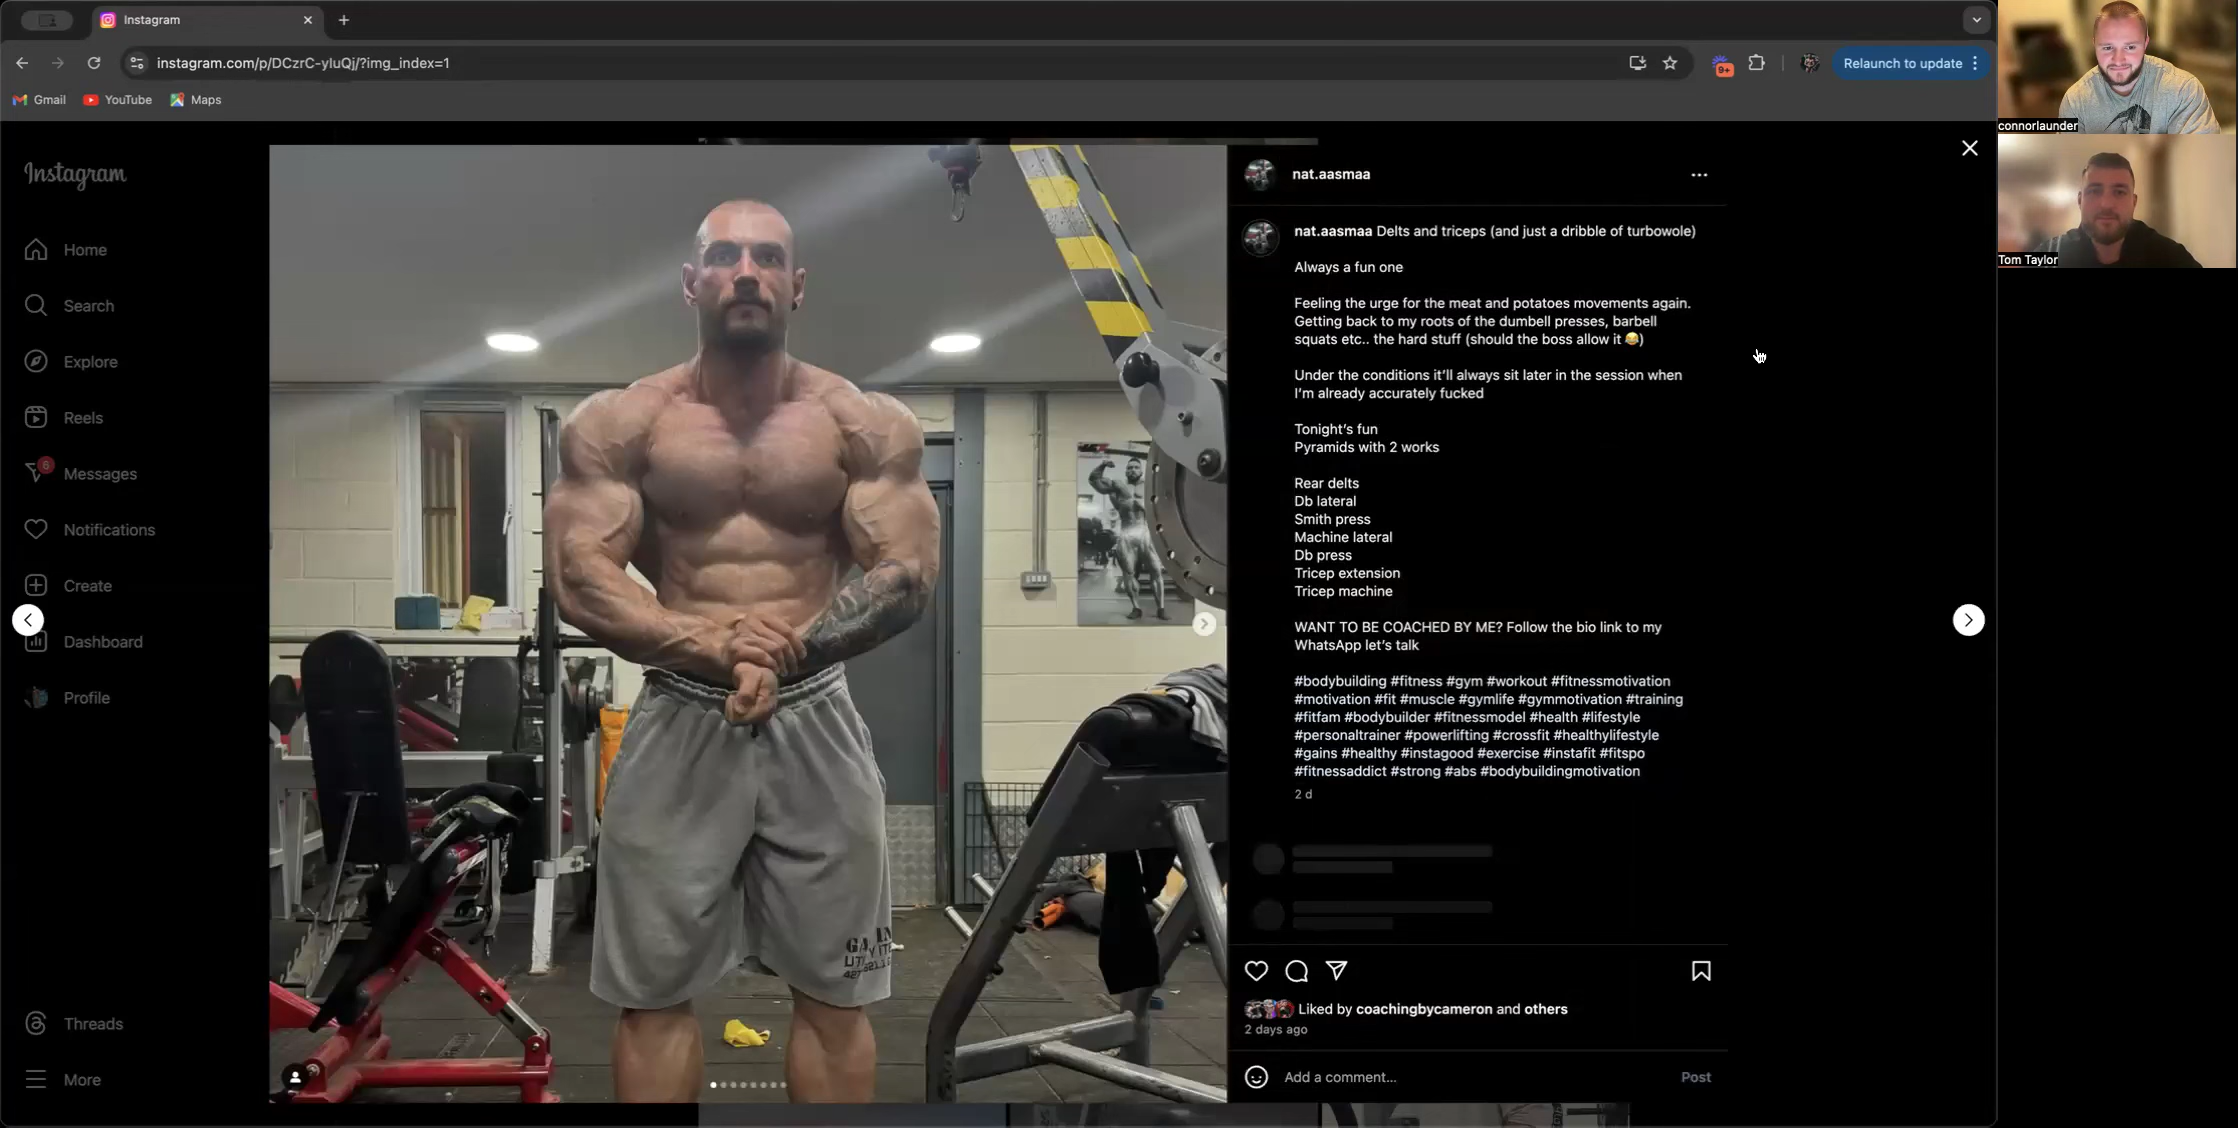 Instagram
instagram.com/p/DCzrC-yIuQj/?img_index=1
9+
Relaunch to update
Gmail
YouTube
Maps
connorlaunder
Tom Taylor
Instagram
Home
Search
Explore
Reels
6
Messages
Notifications
Create
Dashboard
Profile
Threads
More
nat.aasmaa
nat.aasmaa Delts and triceps (and just a dribble of turbowole)
Always a fun one
Feeling the urge for the meat and potatoes movements again.
Getting back to my roots of the dumbell presses, barbell
squats etc.. the hard stuff (should the boss allow it 😂)
Under the conditions it'll always sit later in the session when
I'm already accurately fucked
Tonight's fun
Pyramids with 2 works
Rear delts
Db lateral
Smith press
Machine lateral
Db press
Tricep extension
Tricep machine
WANT TO BE COACHED BY ME? Follow the bio link to my
WhatsApp let's talk
#bodybuilding #fitness #gym #workout #fitnessmotivation
#motivation #fit #muscle #gymlife #gymmotivation #training
#fitfam #bodybuilder #fitnessmodel #health #lifestyle
#personaltrainer #powerlifting #crossfit #healthylifestyle
#gains #healthy #instagood #exercise #instafit #fitspo
#fitnessaddict #strong #abs #bodybuildingmotivation
2 d
Liked by coachingbycameron and others
2 days ago
Add a comment...
Post